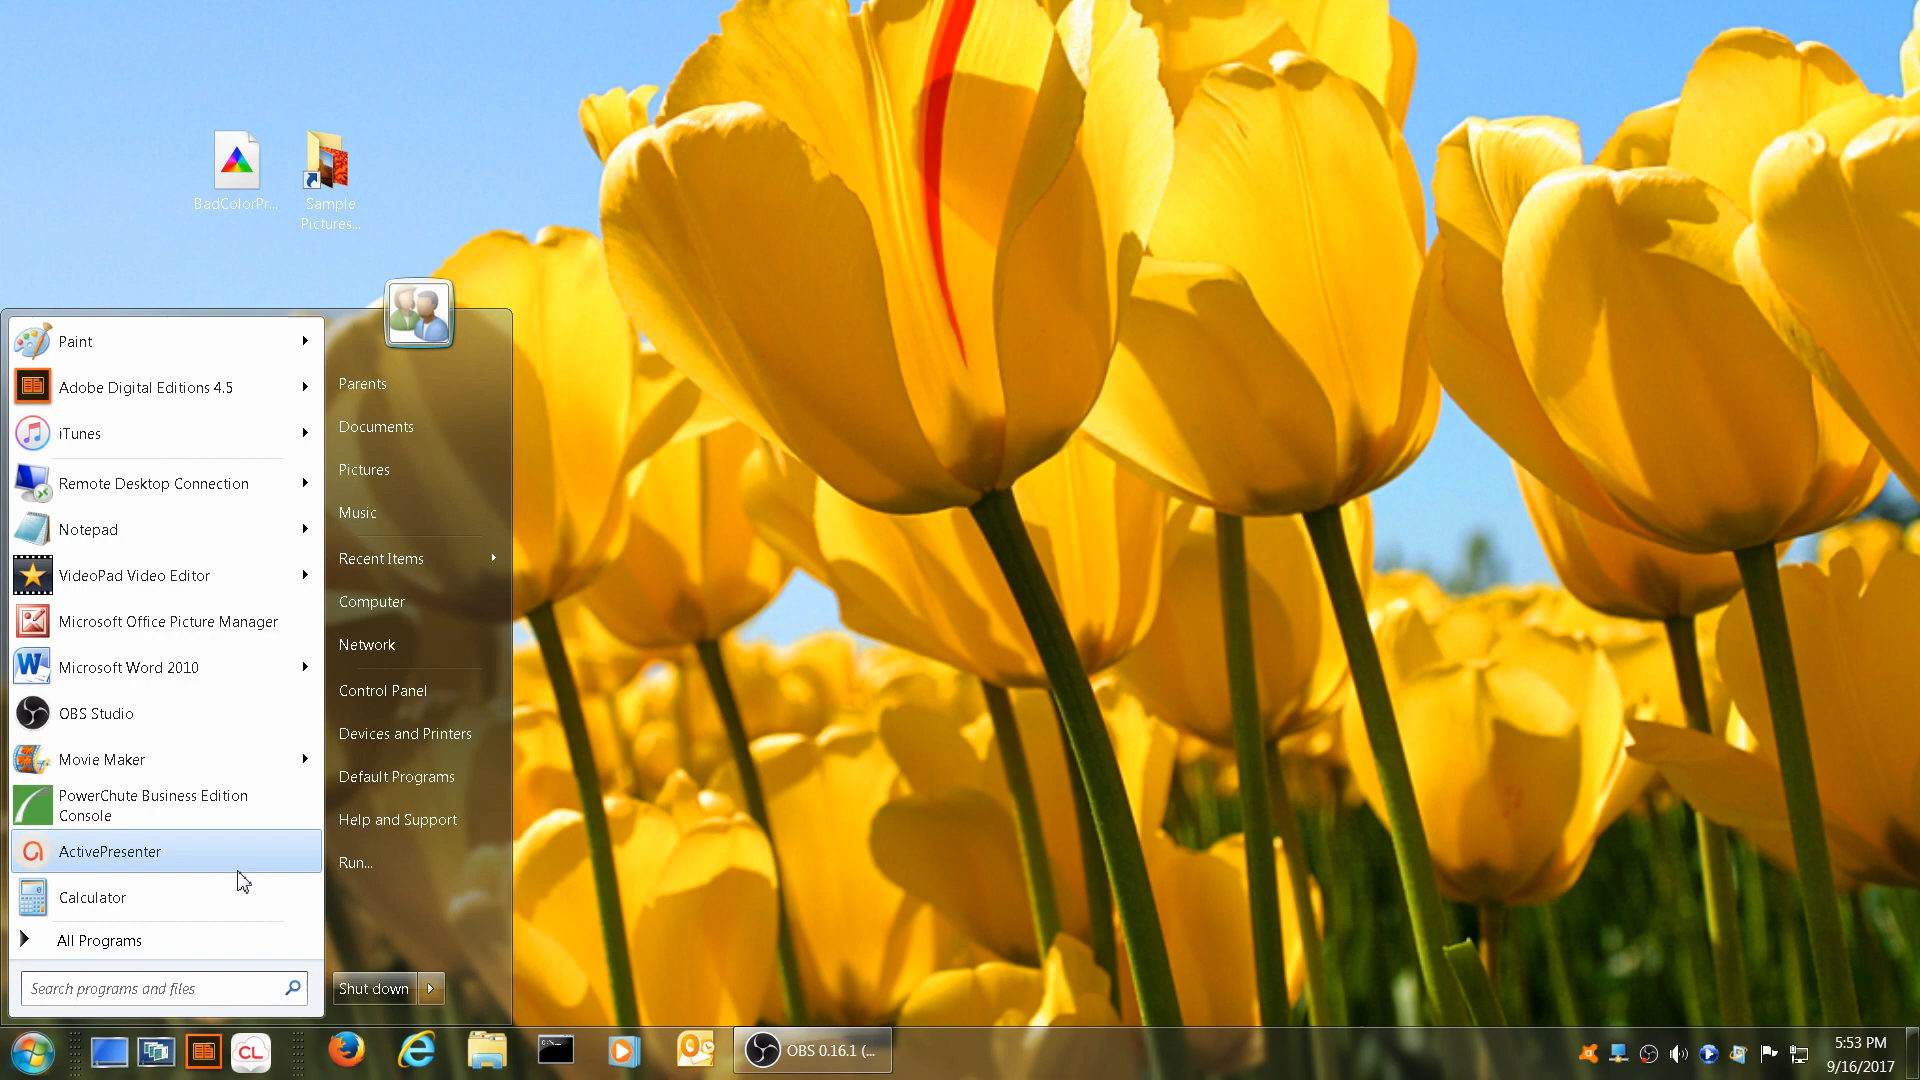 BadColorPr...
Sample
Pictures...
Paint
Adobe Digital Editions 4.5
iTunes
Remote Desktop Connection
Notepad
VideoPad Video Editor
Microsoft Office Picture Manager
Microsoft Word 2010
OBS Studio
Movie Maker
PowerChute Business Edition
Console
ActivePresenter
Calculator
All Programs
Search programs and files
Parents
Documents
Pictures
Music
Recent Items
Computer
Network
Control Panel
Devices and Printers
Default Programs
Help and Support
Run...
Shut down
CL
C:\_
OBS 0.16.1 (...
5:53 PM
9/16/2017